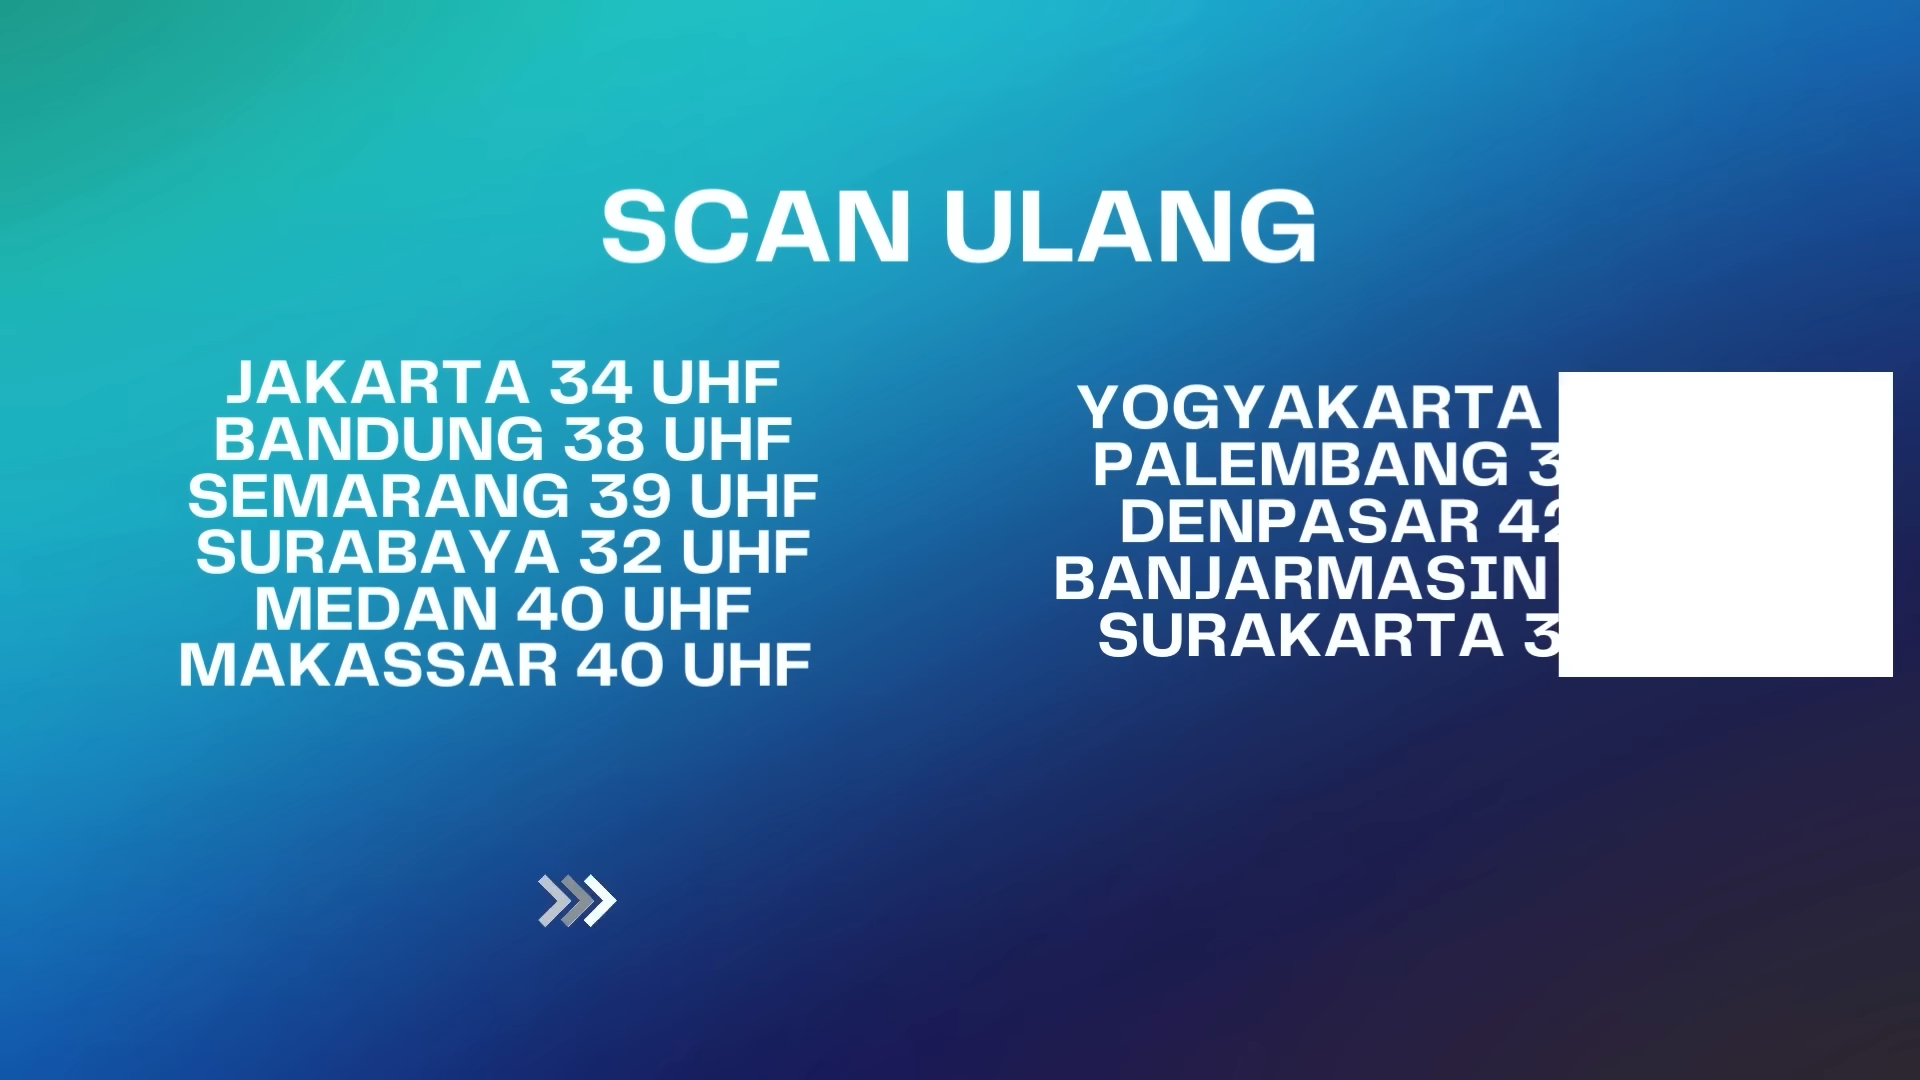 SCAN ULANG
JAKARTA 34 UHF
BANDUNG 38 UHF
SEMARANG 39 UHF
SURABAYA 32 UHF
MEDAN 40 UHF
MAKASSAR 40 UHF
YOGYAKARTA
PALEMBANG
DENPASAR 42
BANJARMASIN
SURAKARTA